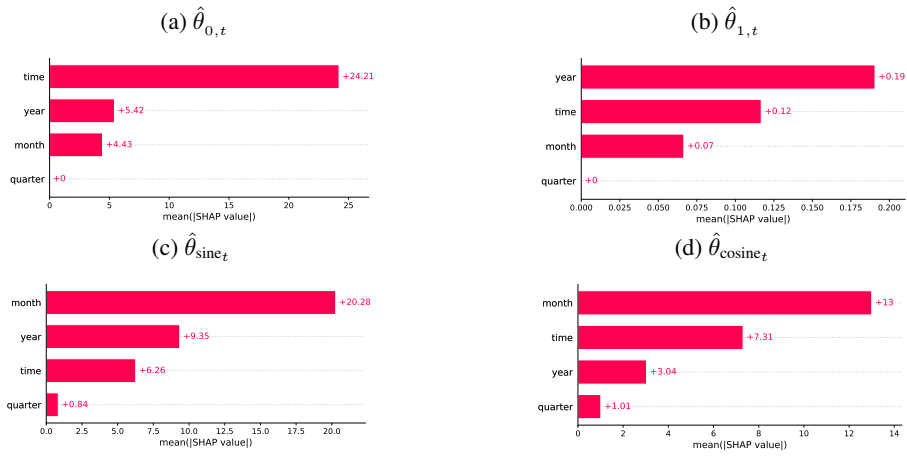 (a) θ̂₀,ₜ
time
+24.21
year
+5.42
month
+4.43
quarter
+0
0 5 10 15 20 25
mean(|SHAP value|)
(b) θ̂₁,ₜ
year
+0.19
time
+0.12
month
+0.07
quarter
+0
0.000 0.025 0.050 0.075 0.100 0.125 0.150 0.175 0.200
mean(|SHAP value|)
(c) θ̂sineₜ
month
+20.28
year
+9.35
time
+6.26
quarter
+0.84
0.0 2.5 5.0 7.5 10.0 12.5 15.0 17.5 20.0
mean(|SHAP value|)
(d) θ̂cosineₜ
month
+13
time
+7.31
year
+3.04
quarter
+1.01
0 2 4 6 8 10 12 14
mean(|SHAP value|)